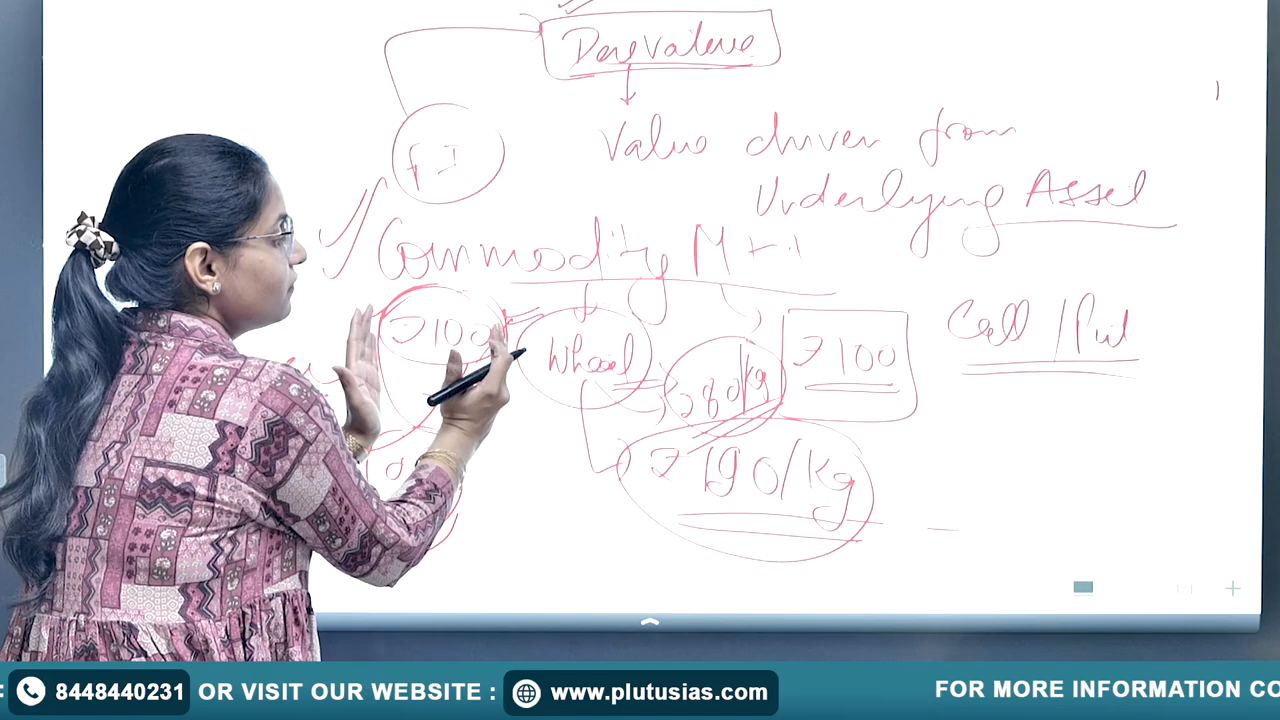 Derivative
F I
Value driven from
Underlying Asset
Commodity Mkt
₹100
Wheat
₹80/kg
₹100
Call / Put
₹190/kg
8448440231 OR VISIT OUR WEBSITE : www.plutusias.com FOR MORE INFORMATION CO